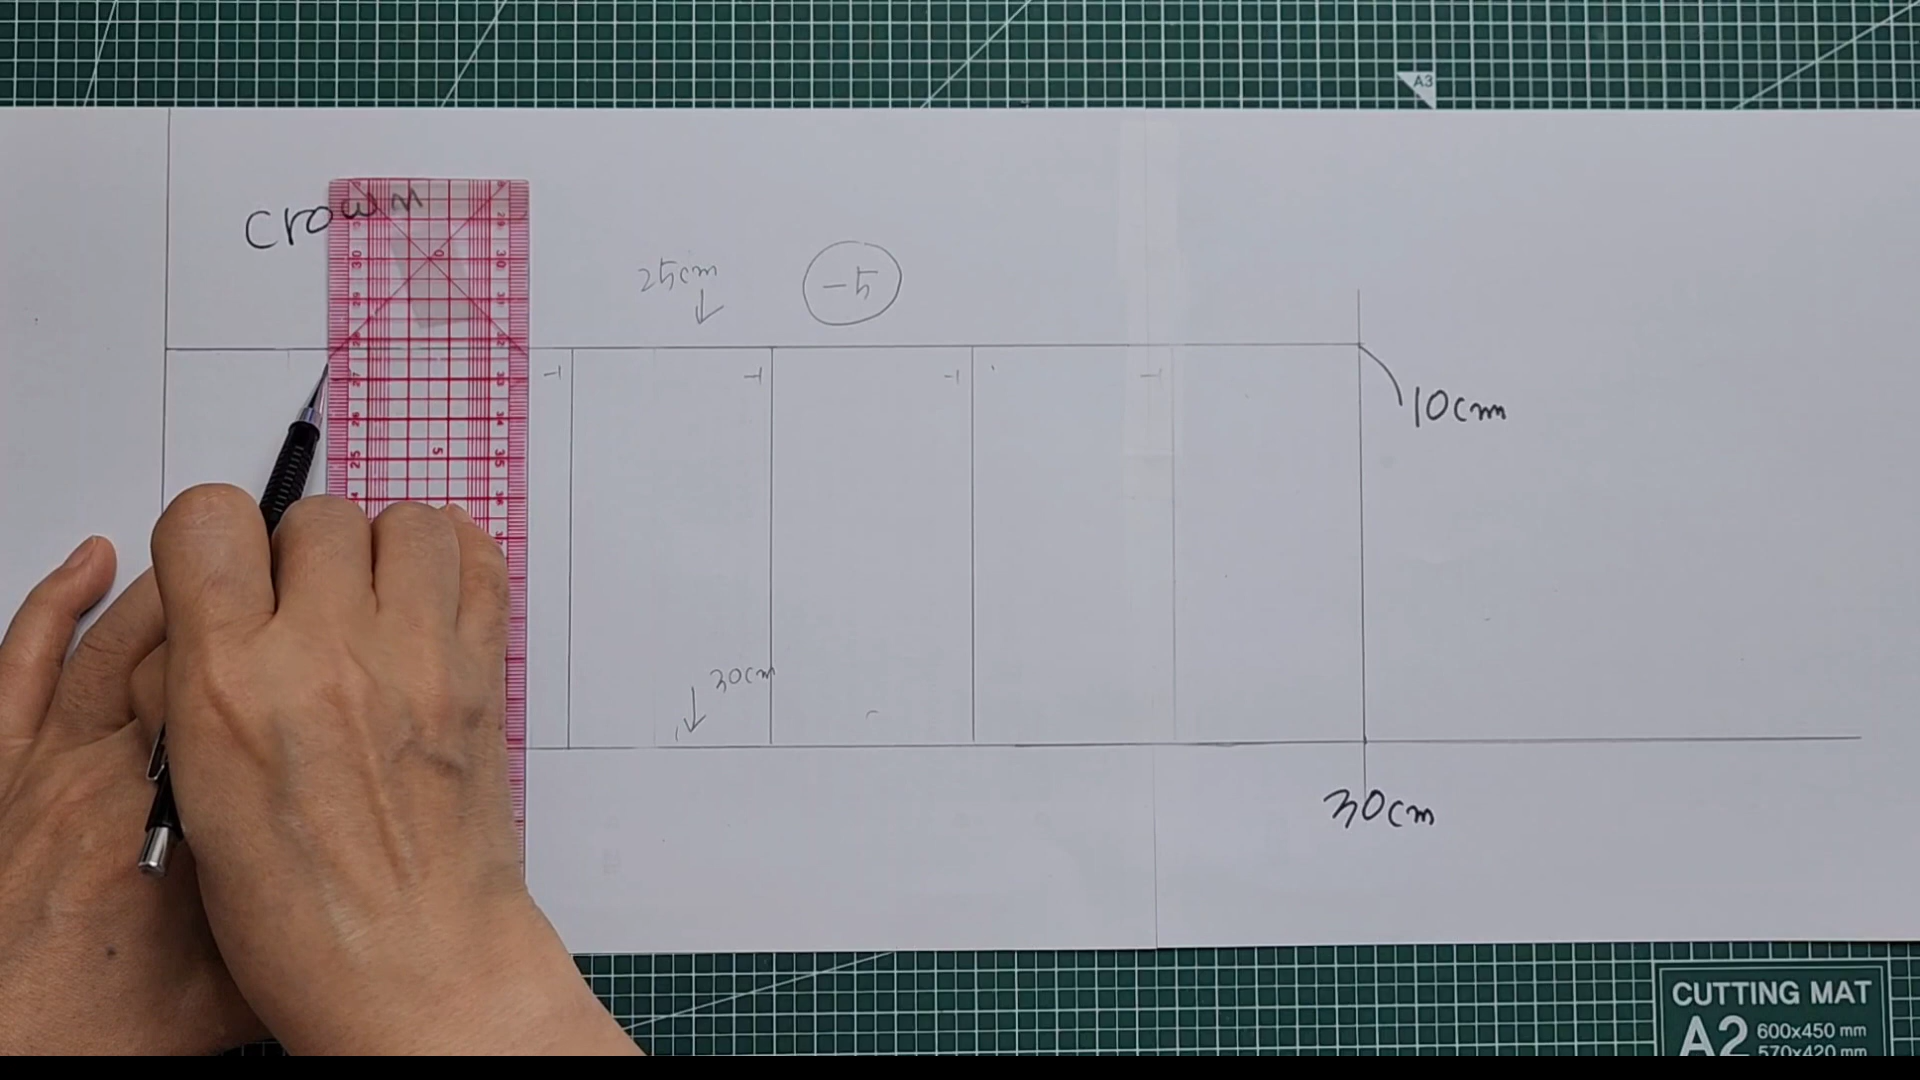 A3
crown
25cm
-5
-1 -1 -1 -1
10cm
30cm
30cm
CUTTING MAT
A2 600x450 mm
570x420 mm